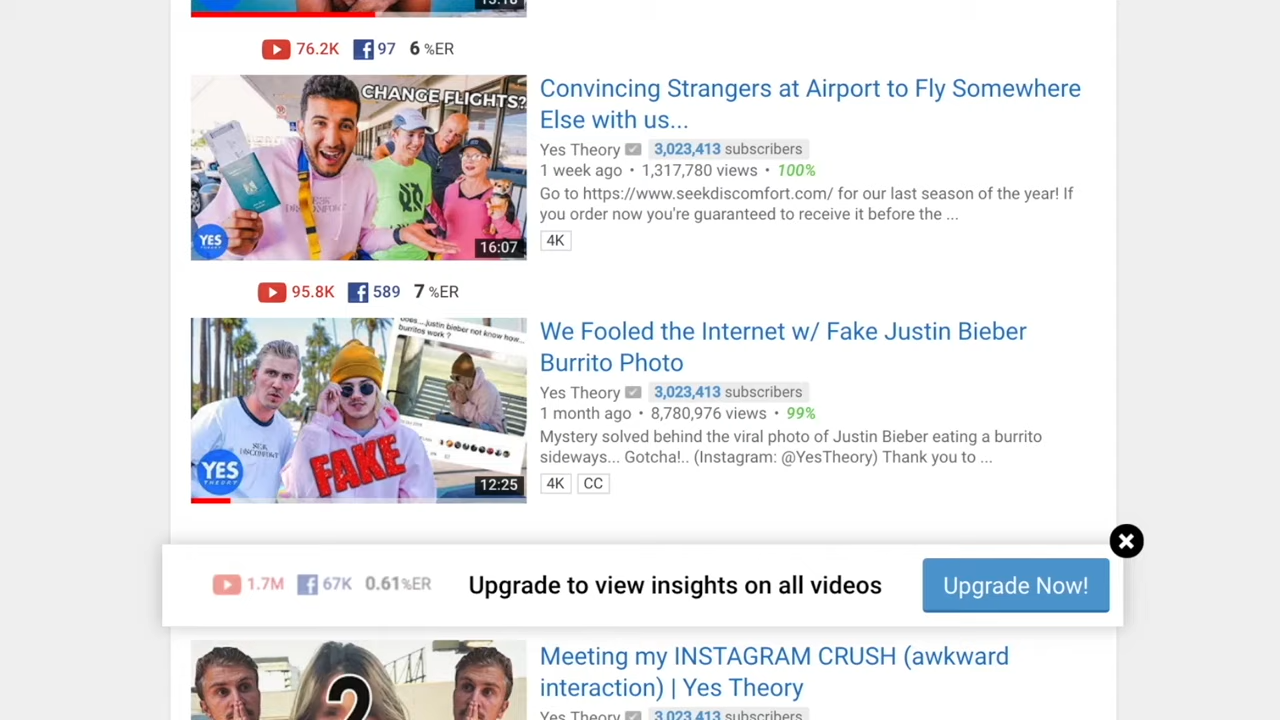 15:18
76.2K 97 6 %ER
CHANGE FLIGHTS?
YES
THEORY
16:07
Convincing Strangers at Airport to Fly Somewhere
Else with us...
Yes Theory 3,023,413 subscribers
1 week ago • 1,317,780 views • 100%
Go to https://www.seekdiscomfort.com/ for our last season of the year! If
you order now you're guaranteed to receive it before the ...
4K
95.8K 589 7 %ER
burritos work ?
FAKE
YES
THEORY
12:25
We Fooled the Internet w/ Fake Justin Bieber
Burrito Photo
Yes Theory 3,023,413 subscribers
1 month ago • 8,780,976 views • 99%
Mystery solved behind the viral photo of Justin Bieber eating a burrito
sideways... Gotcha!.. (Instagram: @YesTheory) Thank you to ...
4K CC
1.7M 67K 0.61%ER Upgrade to view insights on all videos Upgrade Now!
?
Meeting my INSTAGRAM CRUSH (awkward
interaction) | Yes Theory
Yes Theory 3,023,413 subscribers